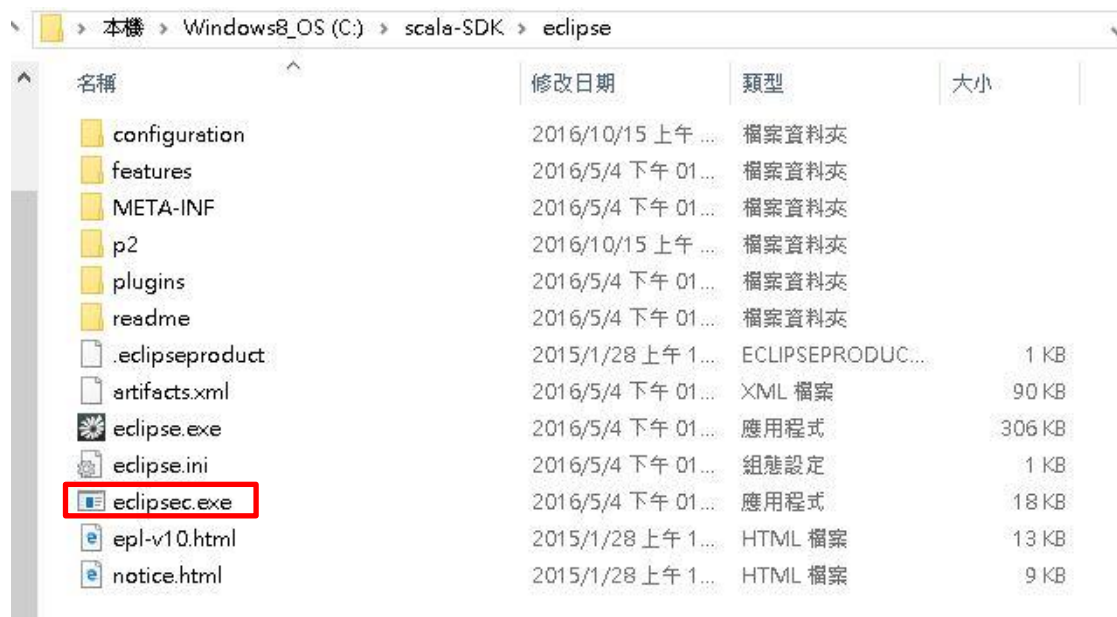 本機 > Windows8_OS (C:) > scala-SDK > eclipse
名稱 修改日期 類型 大小
configuration 2016/10/15 上午 ... 檔案資料夾
features 2016/5/4 下午 01... 檔案資料夾
META-INF 2016/5/4 下午 01... 檔案資料夾
p2 2016/10/15 上午 ... 檔案資料夾
plugins 2016/5/4 下午 01... 檔案資料夾
readme 2016/5/4 下午 01... 檔案資料夾
.eclipseproduct 2015/1/28 上午 1... ECLIPSEPRODUC... 1 KB
artifacts.xml 2016/5/4 下午 01... XML 檔案 90 KB
eclipse.exe 2016/5/4 下午 01... 應用程式 306 KB
eclipse.ini 2016/5/4 下午 01... 組態設定 1 KB
eclipsec.exe 2016/5/4 下午 01... 應用程式 18 KB
epl-v10.html 2015/1/28 上午 1... HTML 檔案 13 KB
notice.html 2015/1/28 上午 1... HTML 檔案 9 KB